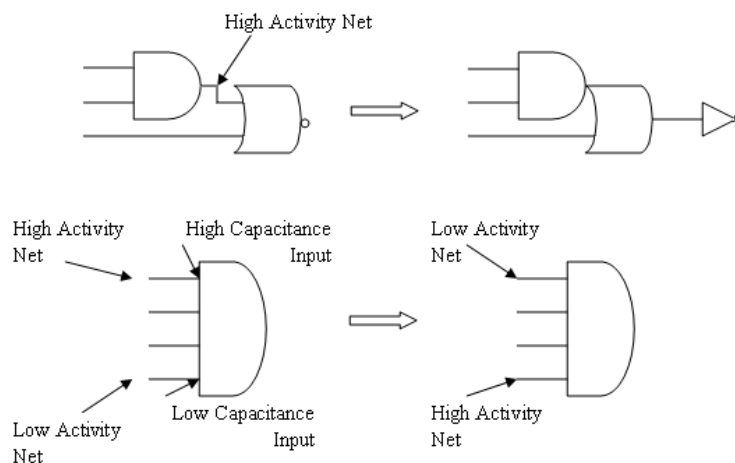 High Activity Net
High Activity
Net
High Capacitance
Input
Low Activity
Net
Low Activity
Net
Low Capacitance
Input
High Activity
Net